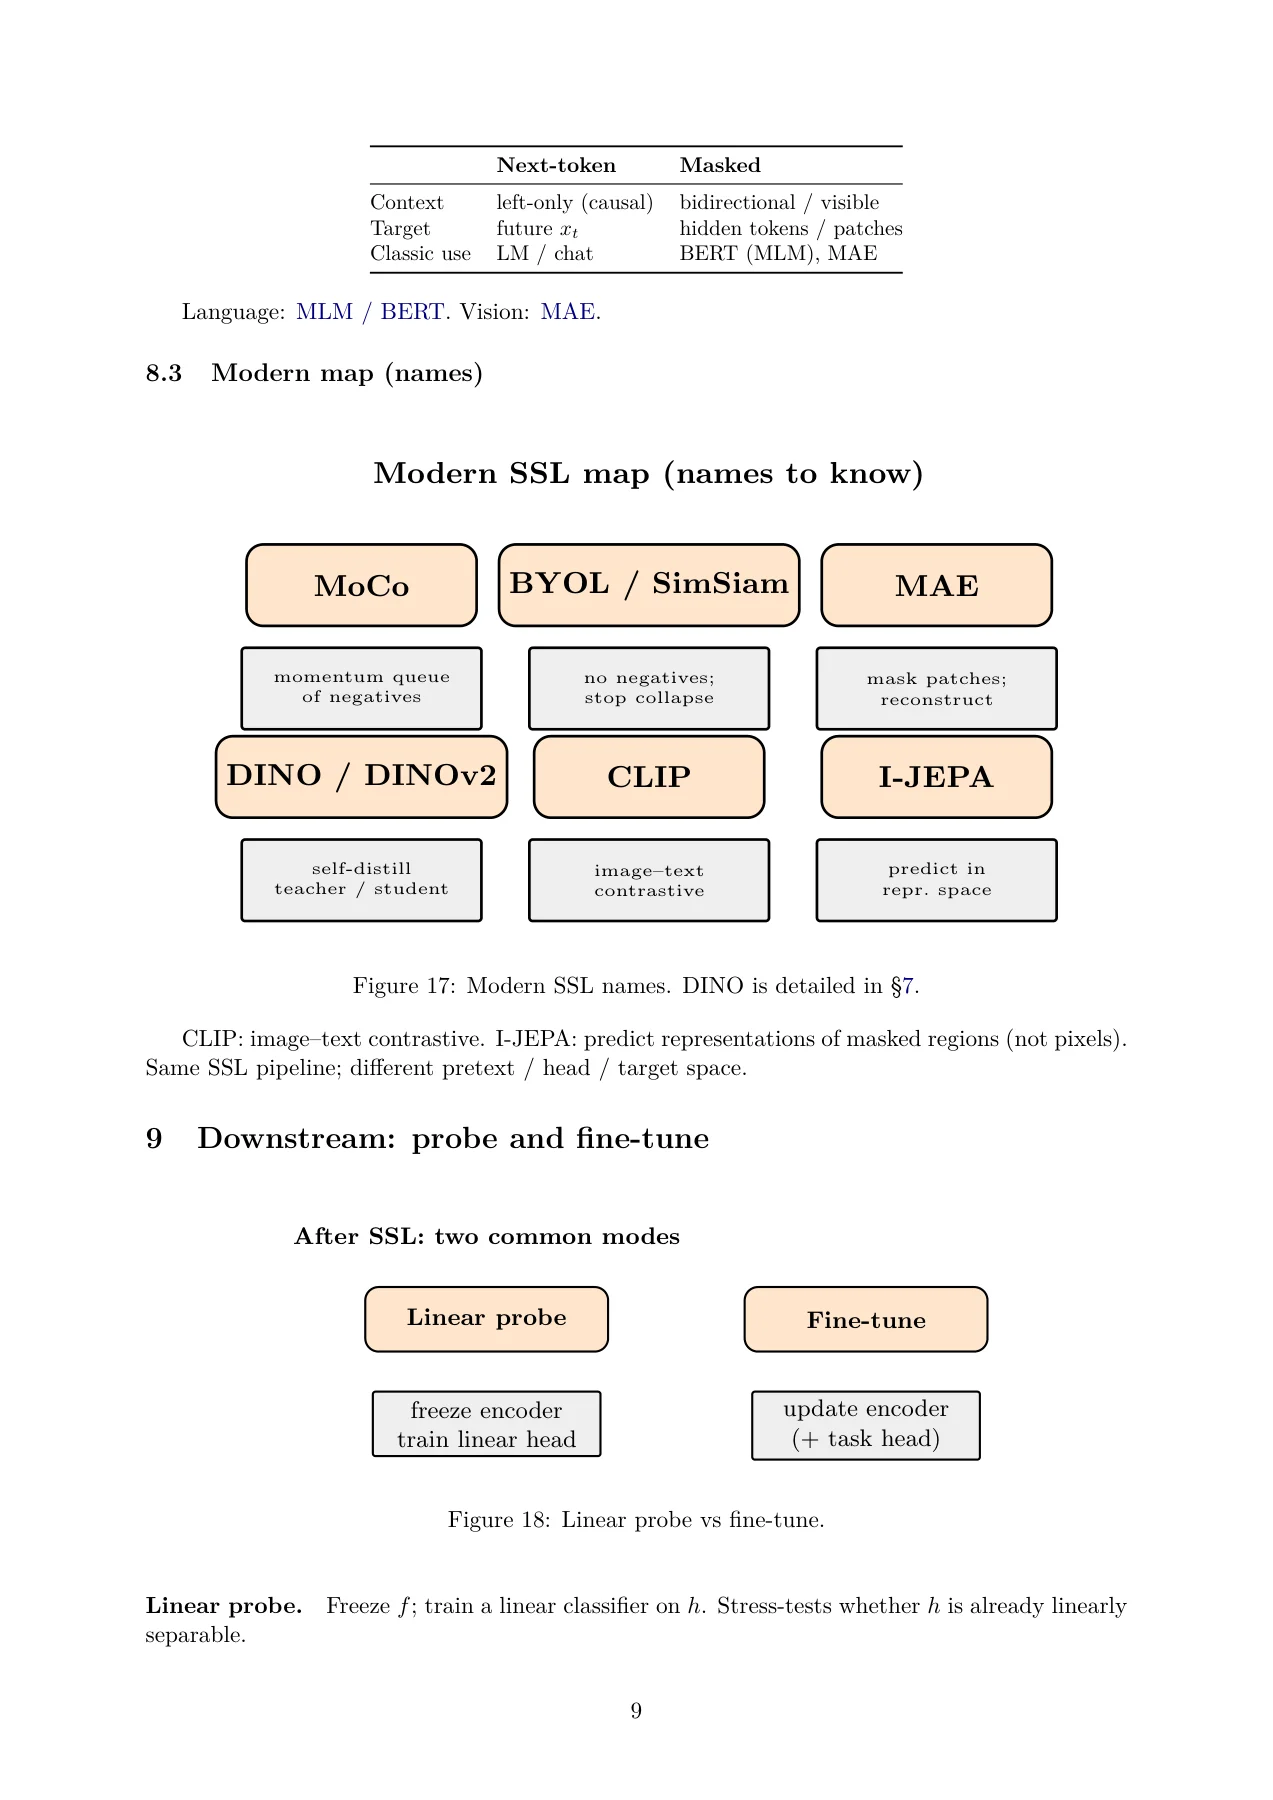 Next-token Masked
Context left-only (causal) bidirectional / visible
Target future x_t hidden tokens / patches
Classic use LM / chat BERT (MLM), MAE
Language: MLM / BERT. Vision: MAE.
8.3 Modern map (names)
Modern SSL map (names to know)
MoCo BYOL / SimSiam MAE
momentum queue
of negatives
no negatives;
stop collapse
mask patches;
reconstruct
DINO / DINOv2 CLIP I-JEPA
self-distill
teacher / student
image–text
contrastive
predict in
repr. space
Figure 17: Modern SSL names. DINO is detailed in §7.
CLIP: image–text contrastive. I-JEPA: predict representations of masked regions (not pixels).
Same SSL pipeline; different pretext / head / target space.
9 Downstream: probe and fine-tune
After SSL: two common modes
Linear probe Fine-tune
freeze encoder
train linear head
update encoder
(+ task head)
Figure 18: Linear probe vs fine-tune.
Linear probe. Freeze f; train a linear classifier on h. Stress-tests whether h is already linearly
separable.
9